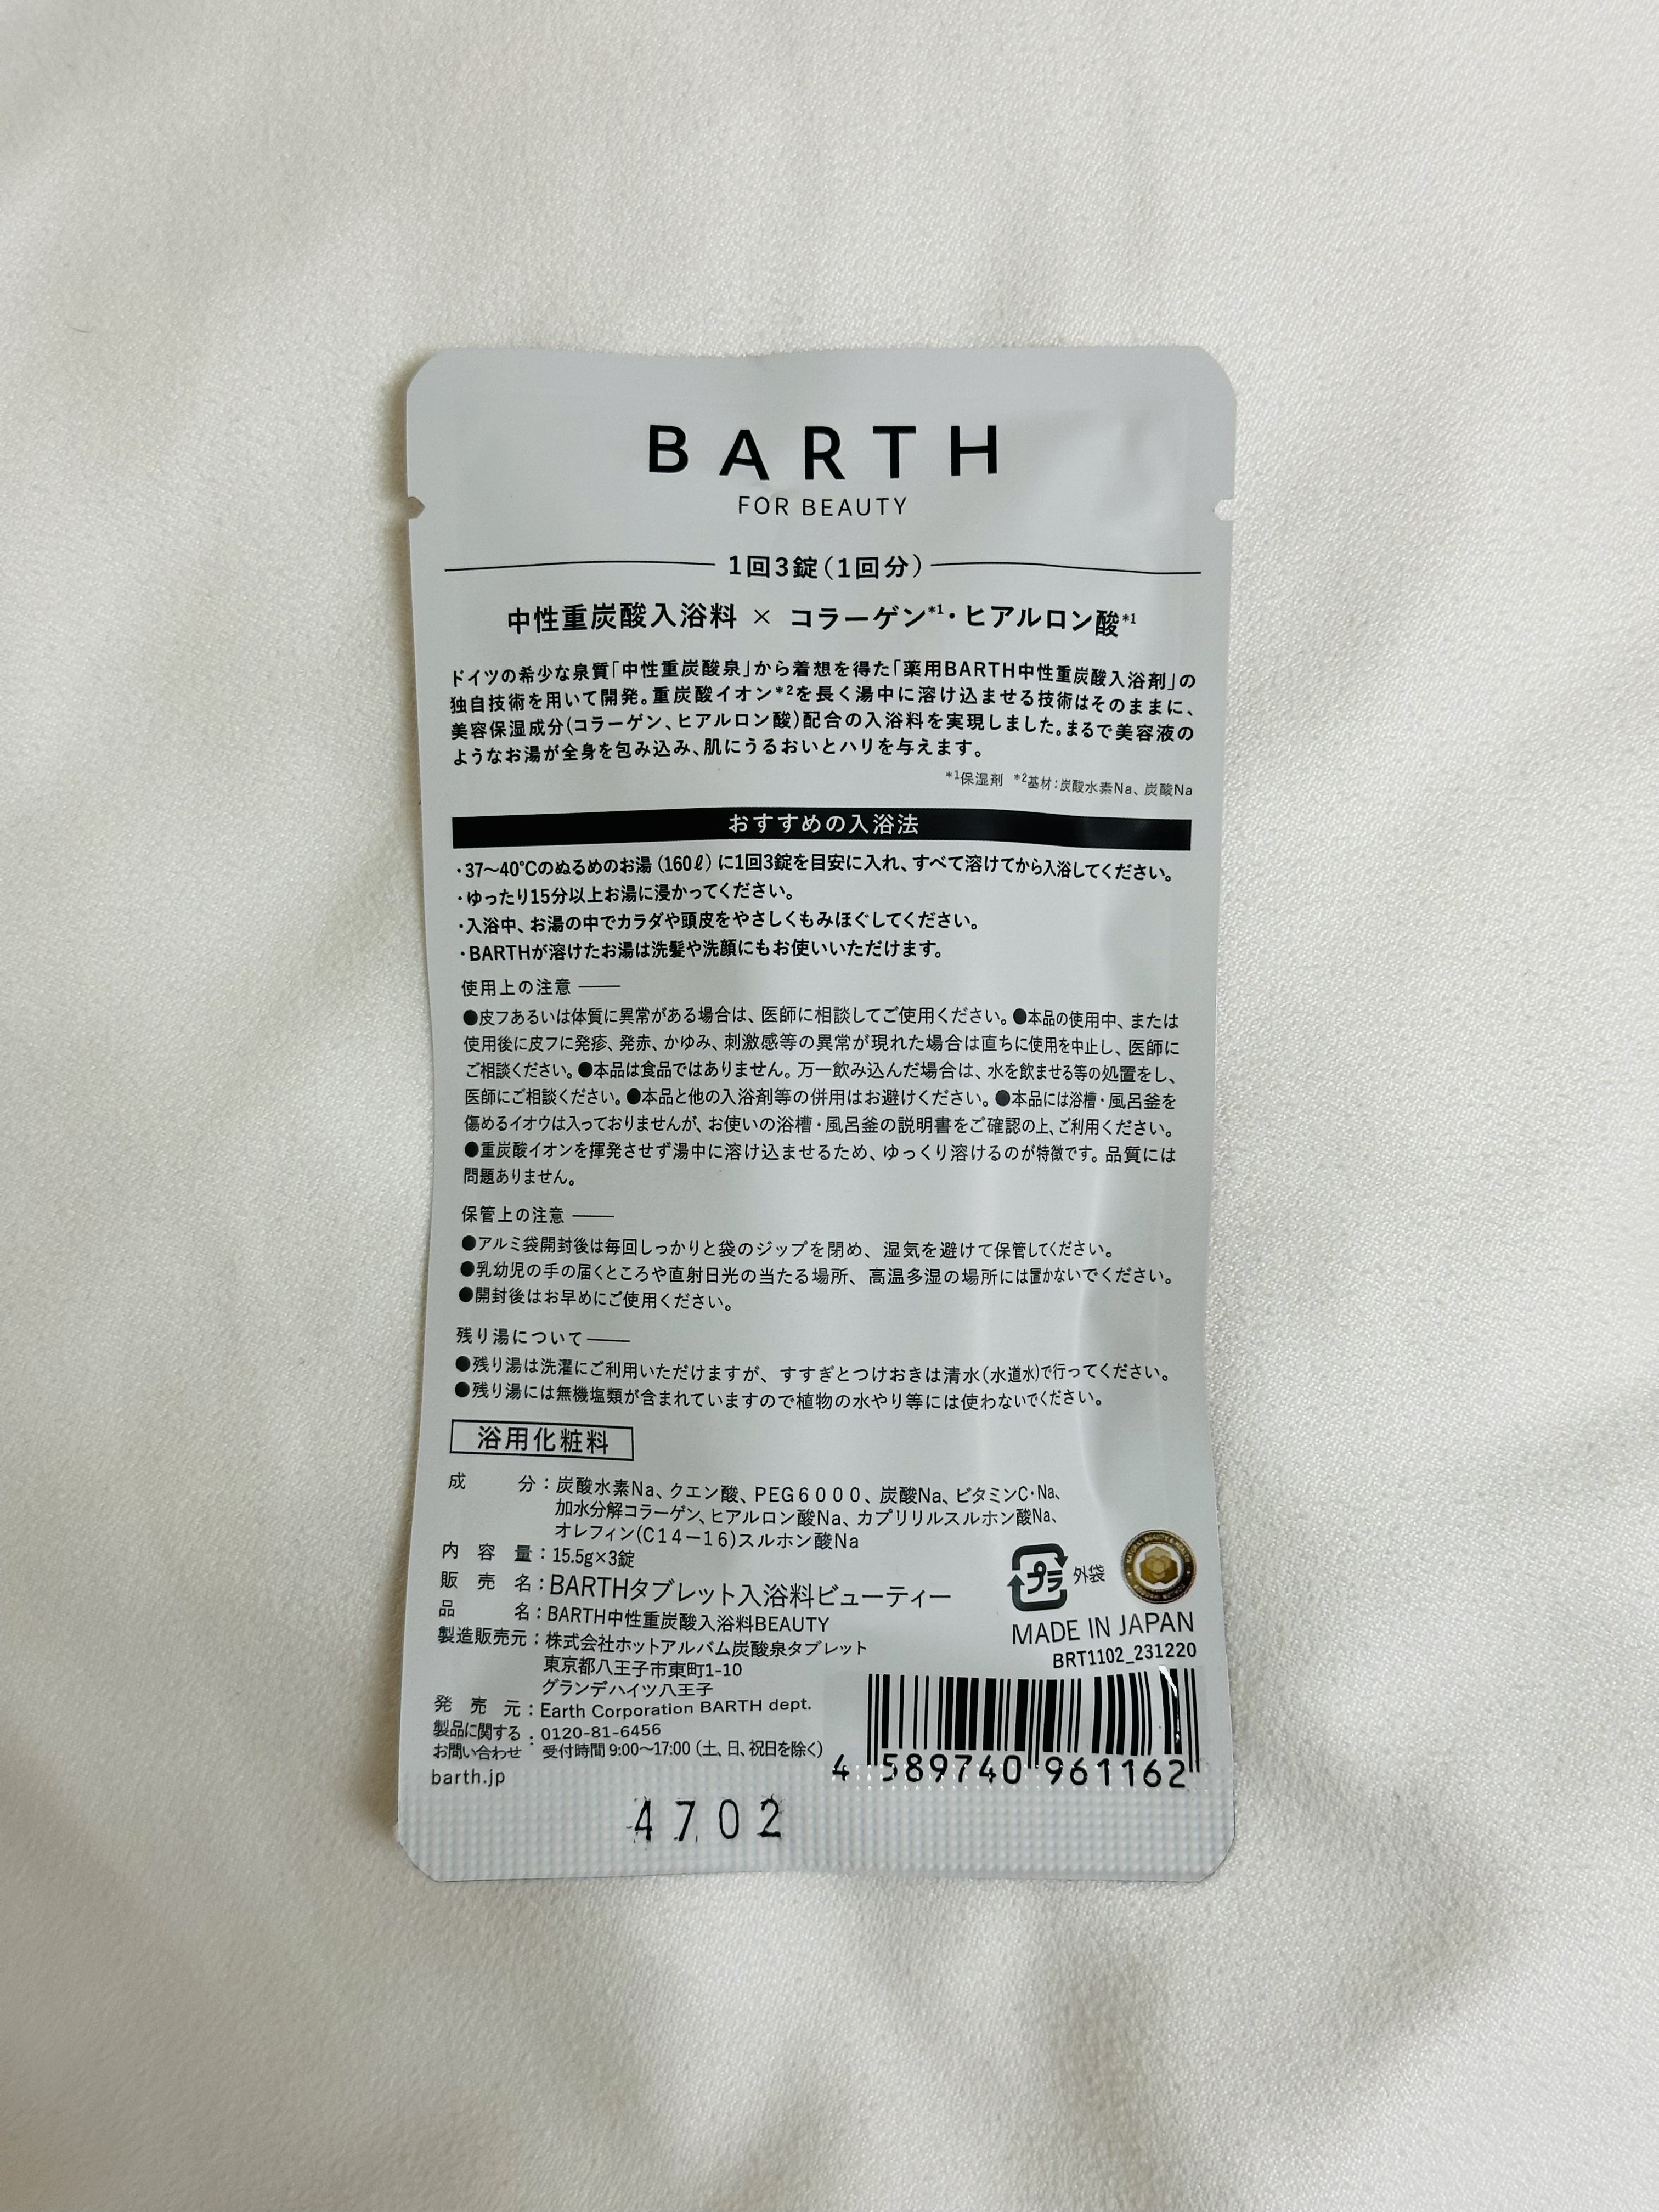 BARTH
FOR BEAUTY
1回3錠(1回分)
中性重炭酸入浴料 × コラーゲン*1・ヒアルロン酸*1
ドイツの希少な泉質「中性重炭酸泉」から着想を得た「薬用BARTH中性重炭酸入浴剤」の
独自技術を用いて開発。重炭酸イオン*2を長く湯中に溶け込ませる技術はそのままに、
美容保湿成分(コラーゲン、ヒアルロン酸)配合の入浴料を実現しました。まるで美容液の
ようなお湯が全身を包み込み、肌にうるおいとハリを与えます。
*1保湿剤 *2基材:炭酸水素Na、炭酸Na
おすすめの入浴法
・37〜40℃のぬるめのお湯(160ℓ)に1回3錠を目安に入れ、すべて溶けてから入浴してください。
・ゆったり15分以上お湯に浸かってください。
・入浴中、お湯の中でカラダや頭皮をやさしくもみほぐしてください。
・BARTHが溶けたお湯は洗髪や洗顔にもお使いいただけます。
使用上の注意
●皮フあるいは体質に異常がある場合は、医師に相談してご使用ください。●本品の使用中、または
使用後に皮フに発疹、発赤、かゆみ、刺激感等の異常が現れた場合は直ちに使用を中止し、医師に
ご相談ください。●本品は食品ではありません。万一飲み込んだ場合は、水を飲ませる等の処置をし、
医師にご相談ください。●本品と他の入浴剤等の併用はお避けください。●本品には浴槽・風呂釜を
傷めるイオウは入っておりませんが、お使いの浴槽・風呂釜の説明書をご確認の上、ご利用ください。
●重炭酸イオンを揮発させず湯中に溶け込ませるため、ゆっくり溶けるのが特徴です。品質には
問題ありません。
保管上の注意
●アルミ袋開封後は毎回しっかりと袋のジップを閉め、湿気を避けて保管してください。
●乳幼児の手の届くところや直射日光の当たる場所、高温多湿の場所には置かないでください。
●開封後はお早めにご使用ください。
残り湯について
●残り湯は洗濯にご利用いただけますが、すすぎとつけおきは清水(水道水)で行ってください。
●残り湯には無機塩類が含まれていますので植物の水やり等には使わないでください。
浴用化粧料
成分:炭酸水素Na、クエン酸、PEG6000、炭酸Na、ビタミンC・Na、
加水分解コラーゲン、ヒアルロン酸Na、カプリリルスルホン酸Na、
オレフィン(C14−16)スルホン酸Na
内容量:15.5g×3錠
販売名:BARTHタブレット入浴料ビューティー
品名:BARTH中性重炭酸入浴料BEAUTY
製造販売元:株式会社ホットアルバム炭酸泉タブレット
東京都八王子市東町1-10
グランデハイツ八王子
発売元:Earth Corporation BARTH dept.
製品に関する
お問い合わせ:0120-81-6456
受付時間 9:00〜17:00(土、日、祝日を除く)
barth.jp
プラ 外袋
MADE IN JAPAN
BRT1102_231220
4 589740 961162
4702